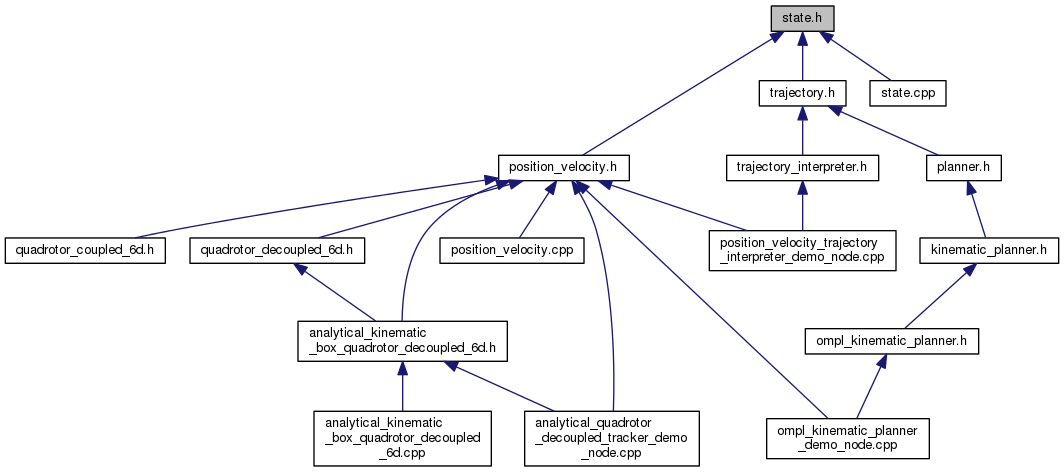 state.h
trajectory.h
state.cpp
position_velocity.h
trajectory_interpreter.h
planner.h
quadrotor_coupled_6d.h
quadrotor_decoupled_6d.h
position_velocity.cpp
position_velocity_trajectory
_interpreter_demo_node.cpp
kinematic_planner.h
analytical_kinematic
_box_quadrotor_decoupled_6d.h
ompl_kinematic_planner.h
analytical_kinematic
_box_quadrotor_decoupled
_6d.cpp
analytical_quadrotor
_decoupled_tracker_demo
_node.cpp
ompl_kinematic_planner
_demo_node.cpp